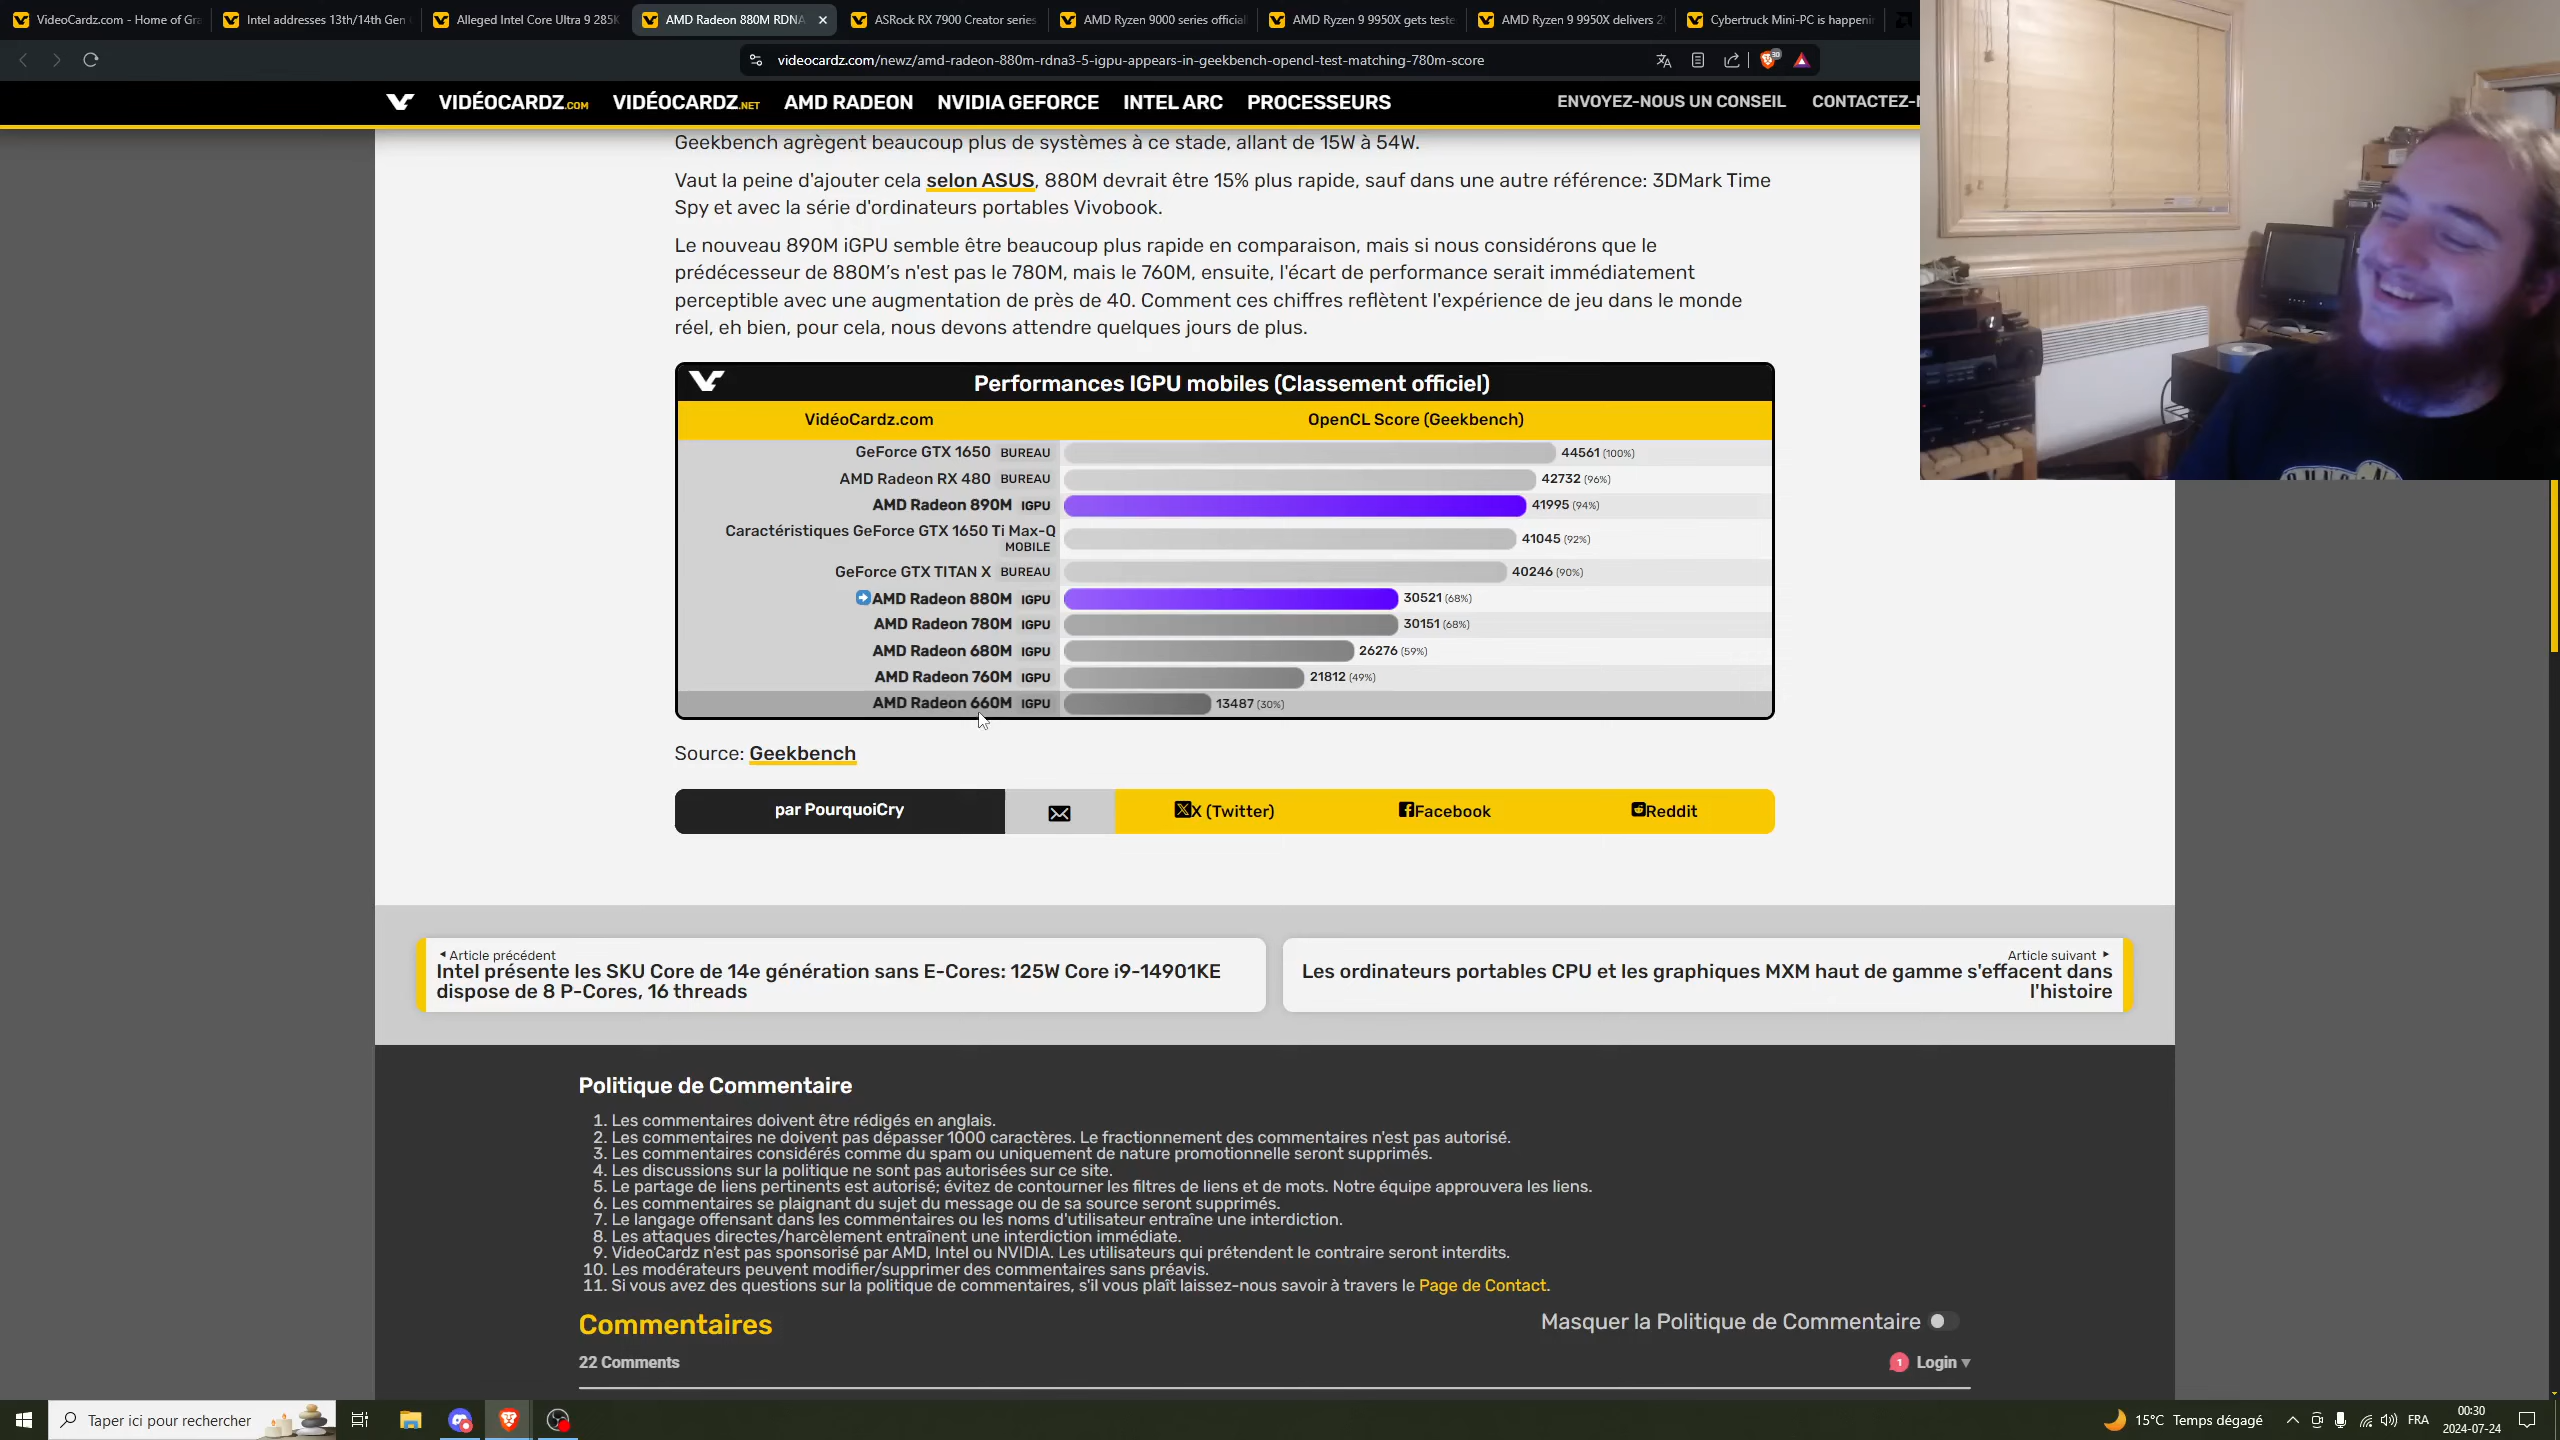 VideoCardz.com - Home of Gra
Intel addresses 13th/14th Gen
Alleged Intel Core Ultra 9 285K
AMD Radeon 880M RDNA
ASRock RX 7900 Creator series
AMD Ryzen 9000 series official
AMD Ryzen 9 9950X gets teste
AMD Ryzen 9 9950X delivers 2
Cybertruck Mini-PC is happenin
videocardz.com/newz/amd-radeon-880m-rdna3-5-igpu-appears-in-geekbench-opencl-test-matching-780m-score
VIDÉOCARDZ.COM VIDÉOCARDZ.NET AMD RADEON NVIDIA GEFORCE INTEL ARC PROCESSEURS ENVOYEZ-NOUS UN CONSEIL CONTACTEZ-
Geekbench agrègent beaucoup plus de systèmes à ce stade, allant de 15W à 54W.
Vaut la peine d'ajouter cela selon ASUS, 880M devrait être 15% plus rapide, sauf dans une autre référence: 3DMark Time
Spy et avec la série d'ordinateurs portables Vivobook.
Le nouveau 890M iGPU semble être beaucoup plus rapide en comparaison, mais si nous considérons que le
prédécesseur de 880M's n'est pas le 780M, mais le 760M, ensuite, l'écart de performance serait immédiatement
perceptible avec une augmentation de près de 40. Comment ces chiffres reflètent l'expérience de jeu dans le monde
réel, eh bien, pour cela, nous devons attendre quelques jours de plus.
Performances IGPU mobiles (Classement officiel)
VidéoCardz.com OpenCL Score (Geekbench)
GeForce GTX 1650 BUREAU 44561 (100%)
AMD Radeon RX 480 BUREAU 42732 (96%)
AMD Radeon 890M IGPU 41995 (94%)
Caractéristiques GeForce GTX 1650 Ti Max-Q
MOBILE 41045 (92%)
GeForce GTX TITAN X BUREAU 40246 (90%)
➡AMD Radeon 880M IGPU 30521 (68%)
AMD Radeon 780M IGPU 30151 (68%)
AMD Radeon 680M IGPU 26276 (59%)
AMD Radeon 760M IGPU 21812 (49%)
AMD Radeon 660M IGPU 13487 (30%)
Source: Geekbench
par PourquoiCry X (Twitter) Facebook Reddit
Article précédent
Intel présente les SKU Core de 14e génération sans E-Cores: 125W Core i9-14901KE
dispose de 8 P-Cores, 16 threads
Article suivant
Les ordinateurs portables CPU et les graphiques MXM haut de gamme s'effacent dans
l'histoire
Politique de Commentaire
1. Les commentaires doivent être rédigés en anglais.
2. Les commentaires ne doivent pas dépasser 1000 caractères. Le fractionnement des commentaires n'est pas autorisé.
3. Les commentaires considérés comme du spam ou uniquement de nature promotionnelle seront supprimés.
4. Les discussions sur la politique ne sont pas autorisées sur ce site.
5. Le partage de liens pertinents est autorisé; évitez de contourner les filtres de liens et de mots. Notre équipe approuvera les liens.
6. Les commentaires se plaignant du sujet du message ou de sa source seront supprimés.
7. Le langage offensant dans les commentaires ou les noms d'utilisateur entraîne une interdiction.
8. Les attaques directes/harcèlement entraînent une interdiction immédiate.
9. VideoCardz n'est pas sponsorisé par AMD, Intel ou NVIDIA. Les utilisateurs qui prétendent le contraire seront interdits.
10. Les modérateurs peuvent modifier/supprimer des commentaires sans préavis.
11. Si vous avez des questions sur la politique de commentaires, s'il vous plaît laissez-nous savoir à travers le Page de Contact.
Commentaires Masquer la Politique de Commentaire
22 Comments 1 Login
Taper ici pour rechercher
15°C Temps dégagé
FRA
00:30
2024-07-24